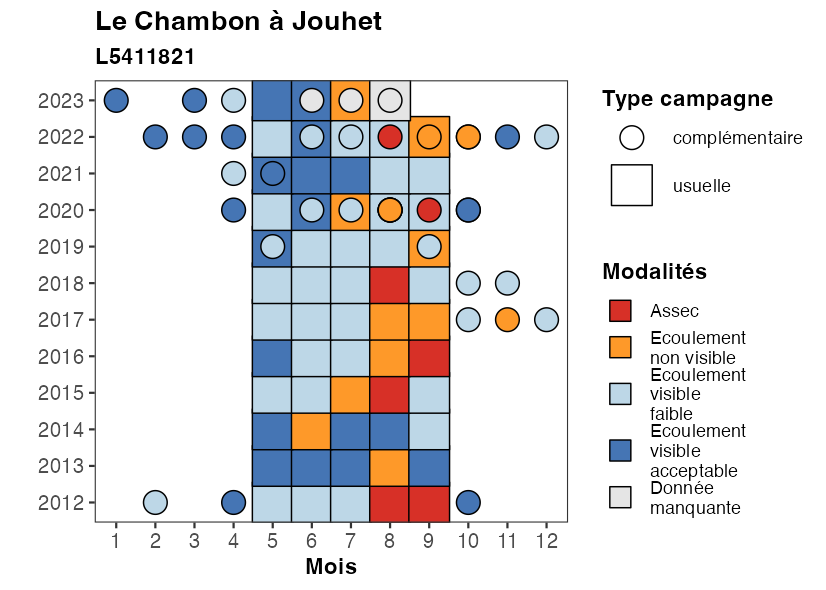 Le Chambon à Jouhet
L5411821
2023
2022
2021
2020
2019
2018
2017
2016
2015
2014
2013
2012
1 2 3 4 5 6 7 8 9 10 11 12
Mois
Type campagne
complémentaire
usuelle
Modalités
Assec
Ecoulement
non visible
Ecoulement
visible
faible
Ecoulement
visible
acceptable
Donnée
manquante